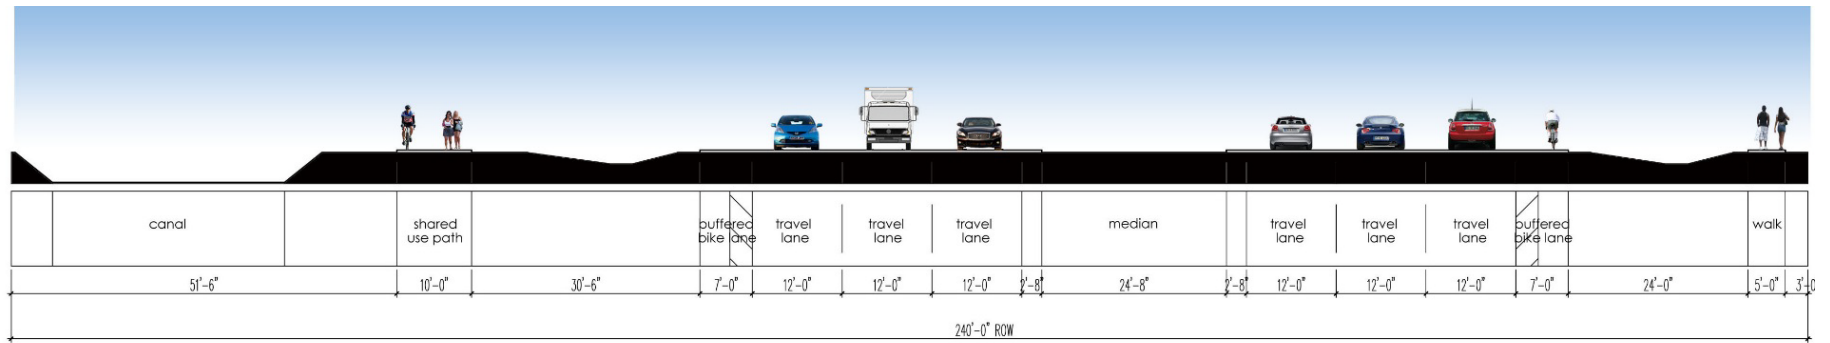 canal
shared
use path
buffered
bike lane
travel
lane
travel
lane
travel
lane
median
travel
lane
travel
lane
travel
lane
buffered
bike lane
walk
51'-6"
10'-0"
30'-6"
7'-0"
12'-0"
12'-0"
12'-0"
2'-8"
24'-8"
2'-8"
12'-0"
12'-0"
12'-0"
7'-0"
24'-0"
5'-0"
3'-0
240'-0" ROW